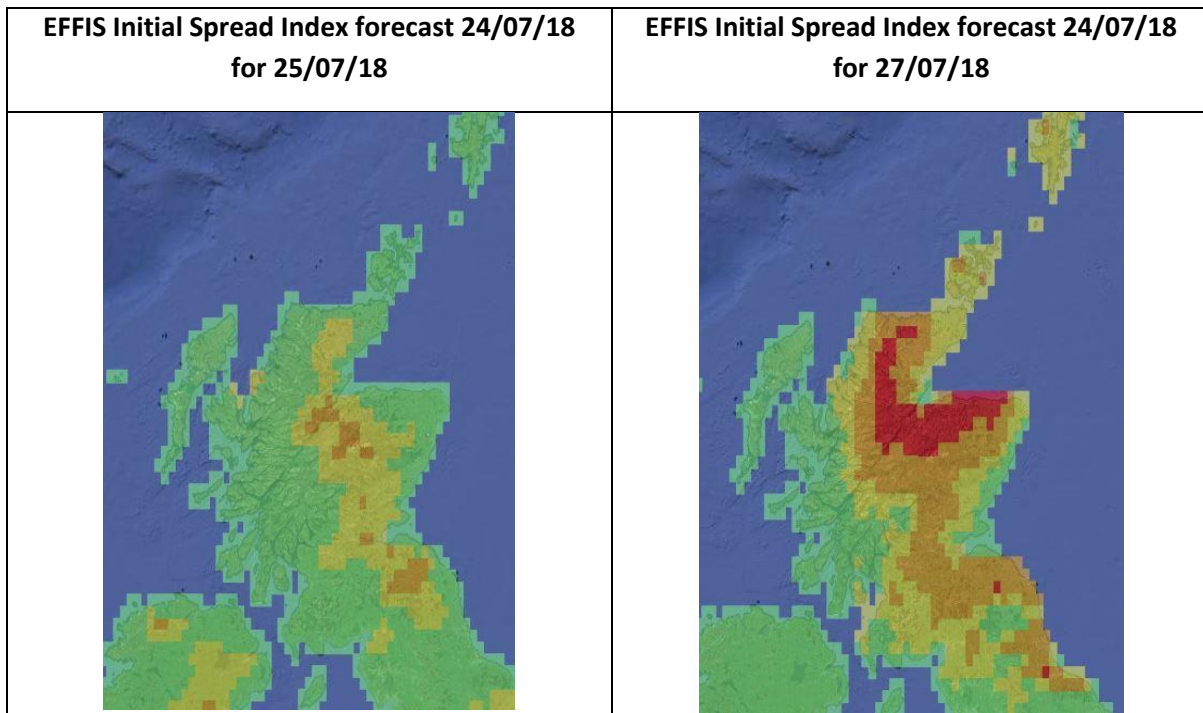 EFFIS Initial Spread Index forecast 24/07/18
for 25/07/18
EFFIS Initial Spread Index forecast 24/07/18
for 27/07/18